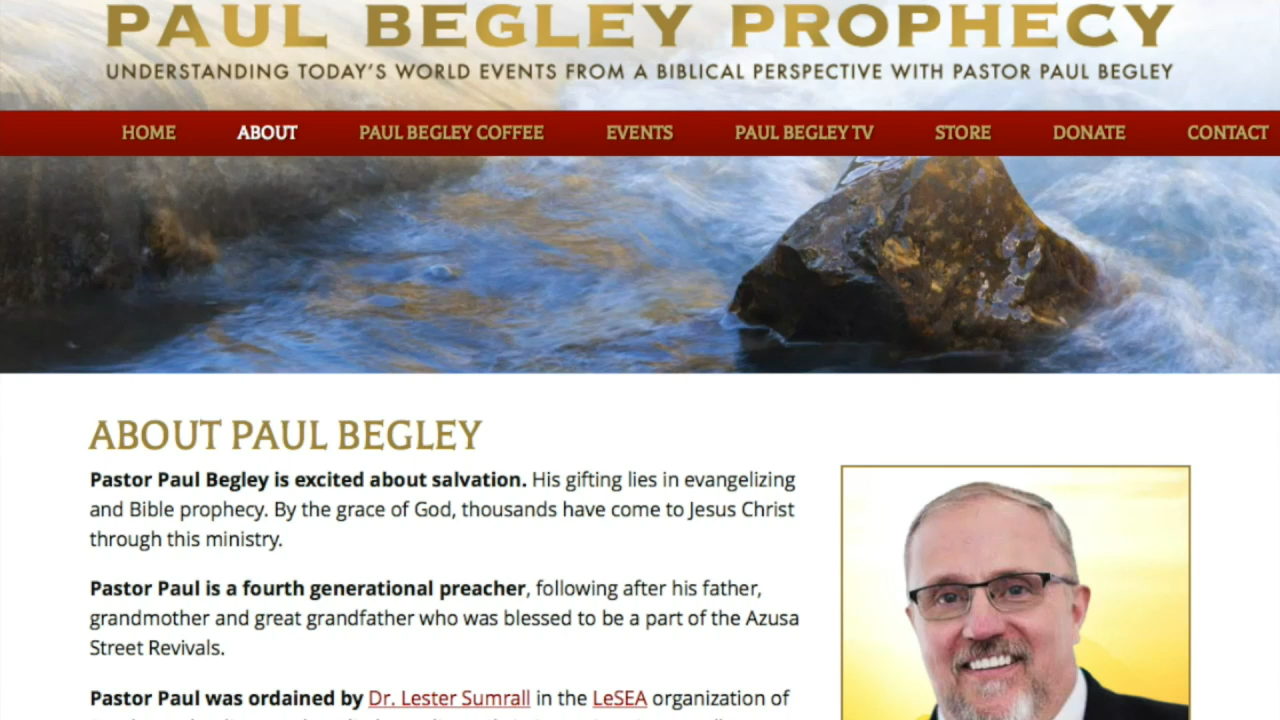 PAUL BEGLEY PROPHECY
UNDERSTANDING TODAY'S WORLD EVENTS FROM A BIBLICAL PERSPECTIVE WITH PASTOR PAUL BEGLEY
HOME ABOUT PAUL BEGLEY COFFEE EVENTS PAUL BEGLEY TV STORE DONATE CONTACT
ABOUT PAUL BEGLEY
Pastor Paul Begley is excited about salvation. His gifting lies in evangelizing
and Bible prophecy. By the grace of God, thousands have come to Jesus Christ
through this ministry.
Pastor Paul is a fourth generational preacher, following after his father,
grandmother and great grandfather who was blessed to be a part of the Azusa
Street Revivals.
Pastor Paul was ordained by Dr. Lester Sumrall in the LeSEA organization of